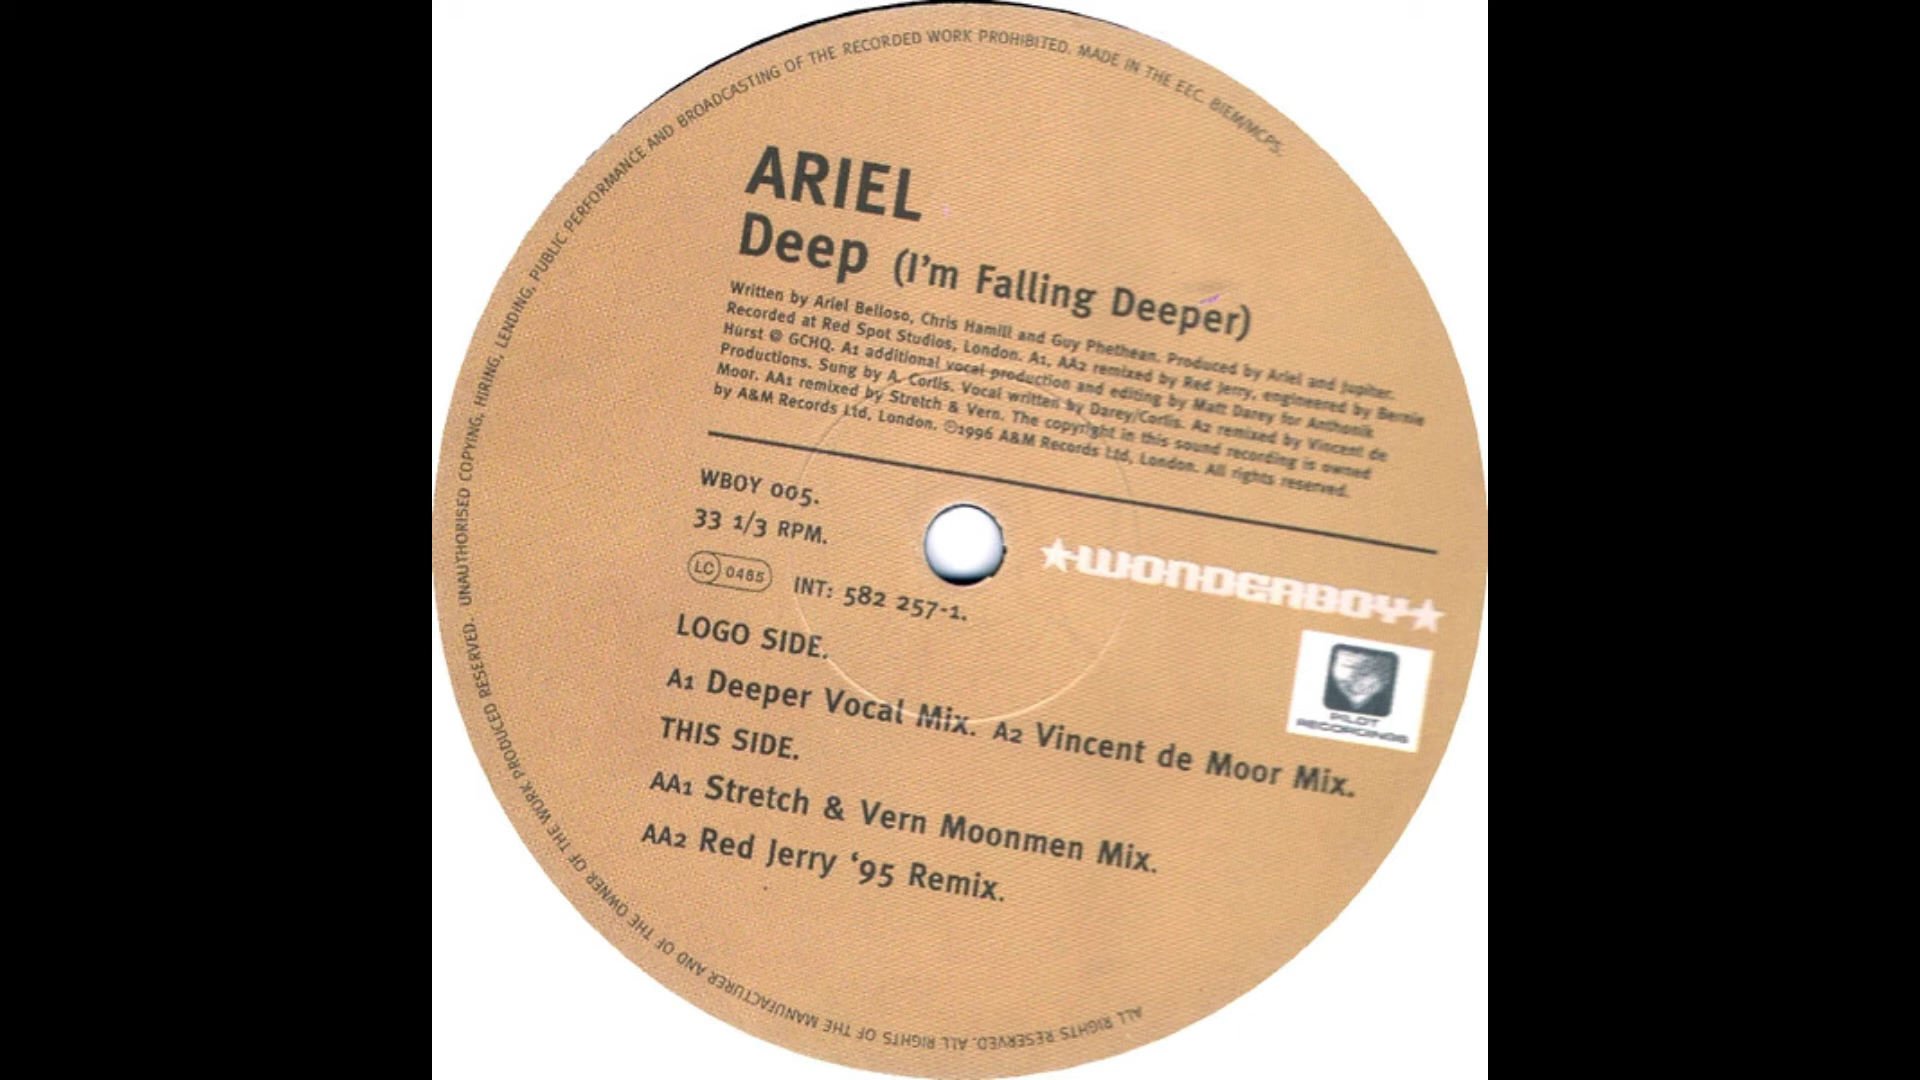 ALL RIGHTS RESERVED. ALL RIGHTS OF THE MANUFACTURER AND OF THE OWNER OF THE WORK PRODUCED RESERVED. UNAUTHORISED COPYING, HIRING, LENDING, PUBLIC PERFORMANCE AND BROADCASTING OF THE RECORDED WORK PROHIBITED. MADE IN THE EEC. BIEM/MCPS.
ARIEL
Deep (I'm Falling Deeper)
Written by Ariel Belloso, Chris Hamill and Guy Phethean. Produced by Ariel and Jupiter.
Recorded at Red Spot Studios, London. A1, AA2 remixed by Red Jerry, engineered by Bernie
Hurst @ GCHQ. A1 additional vocal production and editing by Matt Darey for Anthonik
Productions. Sung by A. Corlis. Vocal written by Darey/Corlis. A2 remixed by Vincent de
Moor. AA1 remixed by Stretch & Vern. The copyright in this sound recording is owned
by A&M Records Ltd, London. ©1996 A&M Records Ltd, London. All rights reserved.
WBOY 005.
33 1/3 RPM.
LC 0485 INT: 582 257-1.
★WONDERBOY★
PILOT
RECORDINGS
LOGO SIDE.
A1 Deeper Vocal Mix. A2 Vincent de Moor Mix.
THIS SIDE.
AA1 Stretch & Vern Moonmen Mix.
AA2 Red Jerry ‘95 Remix.